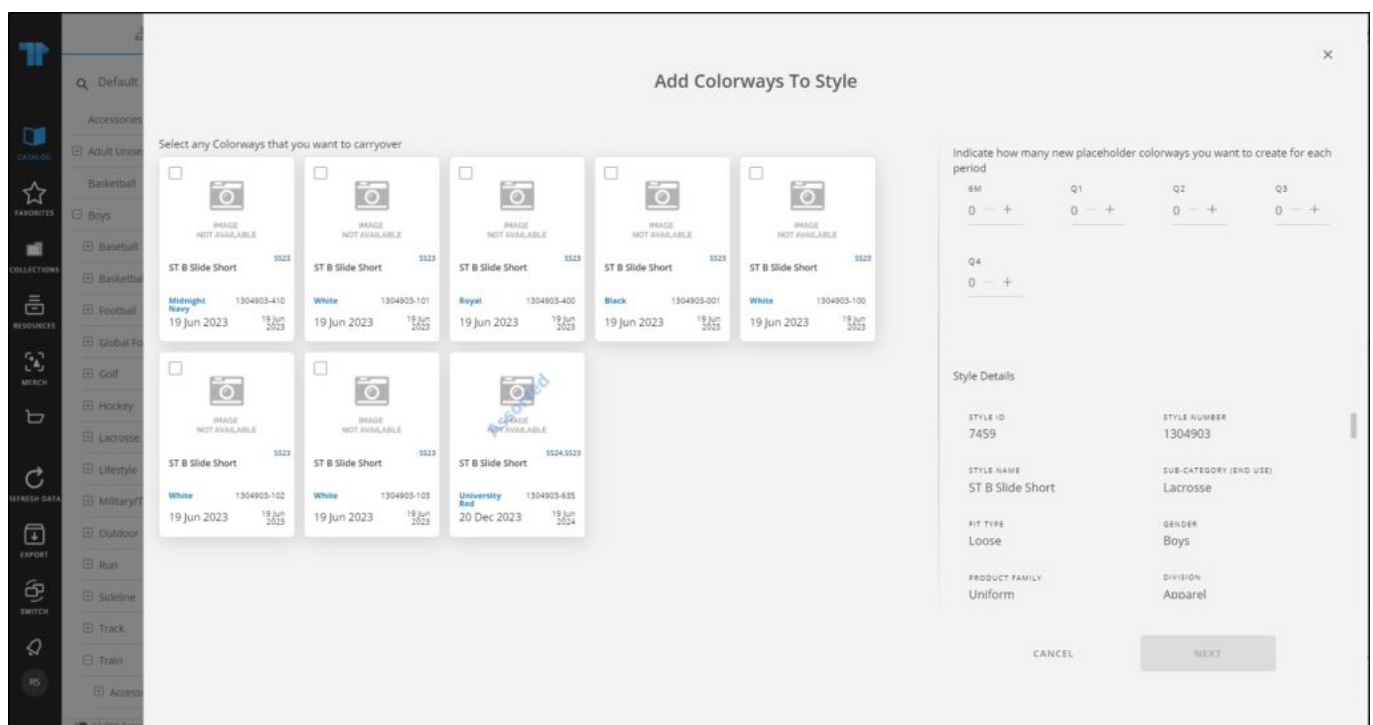 Add Colorways To Style
CATALOG
FAVORITES
COLLECTIONS
RESOURCES
MERCH
REFRESH DATA
EXPORT
SWITCH
RS
Default
Accessories
Adult Unise
Basketball
Boys
Baseball
Basketba
Football
Global Fo
Golf
Hockey
Lacrosse
Lifestyle
Military/T
Outdoor
Run
Sideline
Track
Train
Access
Select any Colorways that you want to carryover
IMAGE
NOT AVAILABLE
SS23
ST B Slide Short
Midnight Navy
1304903-410
19 Jun 2023
19 Jun 2023
IMAGE
NOT AVAILABLE
SS23
ST B Slide Short
White
1304903-101
19 Jun 2023
19 Jun 2023
IMAGE
NOT AVAILABLE
SS23
ST B Slide Short
Royal
1304903-400
19 Jun 2023
19 Jun 2023
IMAGE
NOT AVAILABLE
SS23
ST B Slide Short
Black
1304903-001
19 Jun 2023
19 Jun 2023
IMAGE
NOT AVAILABLE
SS23
ST B Slide Short
White
1304903-100
19 Jun 2023
19 Jun 2023
IMAGE
NOT AVAILABLE
SS23
ST B Slide Short
White
1304903-102
19 Jun 2023
19 Jun 2023
IMAGE
NOT AVAILABLE
SS23
ST B Slide Short
White
1304903-103
19 Jun 2023
19 Jun 2023
Assorted
IMAGE
NOT AVAILABLE
SS24,SS23
ST B Slide Short
University Red
1304903-635
20 Dec 2023
19 Jun 2024
Indicate how many new placeholder colorways you want to create for each
period
6M Q1 Q2 Q3
0 − + 0 − + 0 − + 0 − +
Q4
0 − +
Style Details
STYLE ID
7459
STYLE NUMBER
1304903
STYLE NAME
ST B Slide Short
SUB-CATEGORY (END USE)
Lacrosse
FIT TYPE
Loose
GENDER
Boys
PRODUCT FAMILY
Uniform
DIVISION
Apparel
CANCEL
NEXT